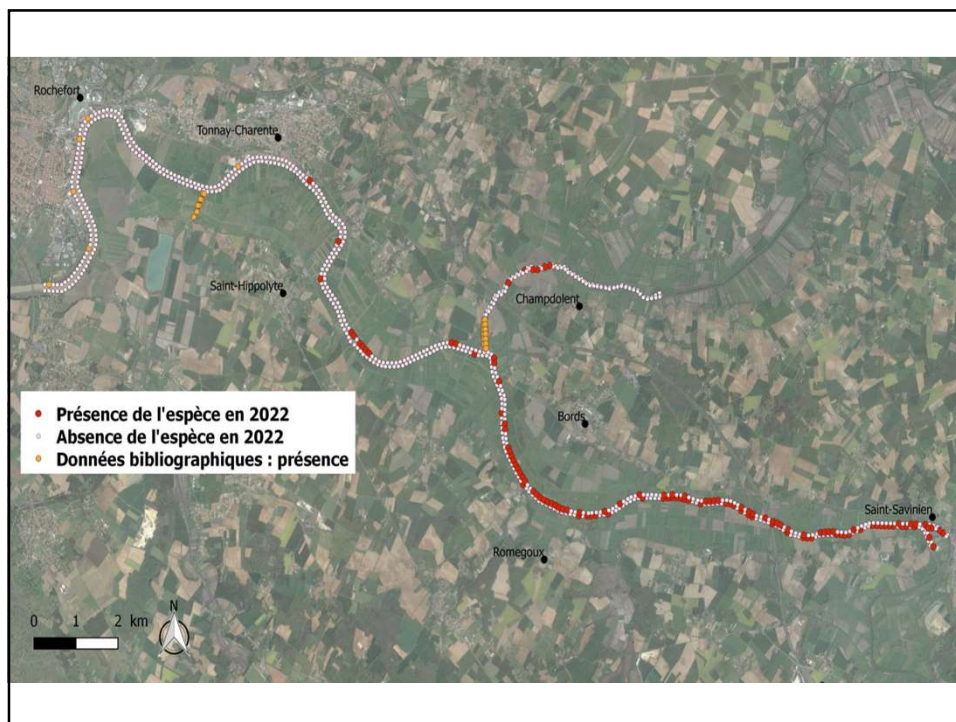 Rochefort
Tonnay-Charente
Saint-Hippolyte
Champdolent
Présence de l'espèce en 2022
Absence de l'espèce en 2022
Données bibliographiques : présence
Bords
Saint-Savinien
Romegoux
N
0 1 2 km